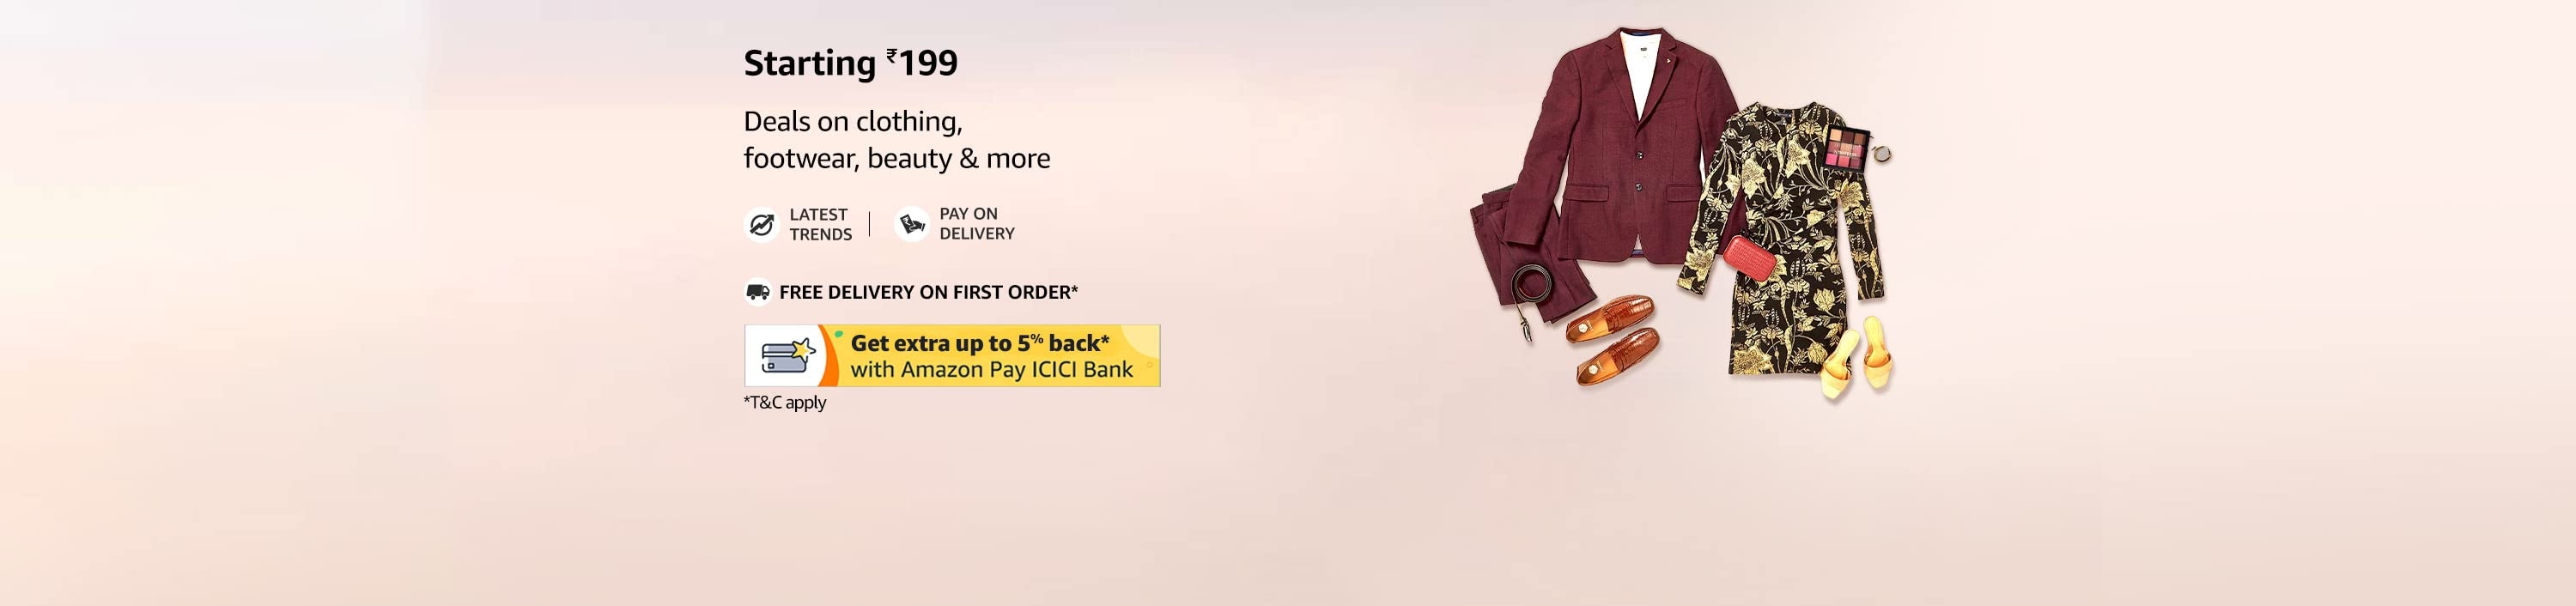 Starting ₹199
Deals on clothing,
footwear, beauty & more
LATEST
TRENDS
PAY ON
DELIVERY
FREE DELIVERY ON FIRST ORDER*
Get extra up to 5% back*
with Amazon Pay ICICI Bank
*T&C apply